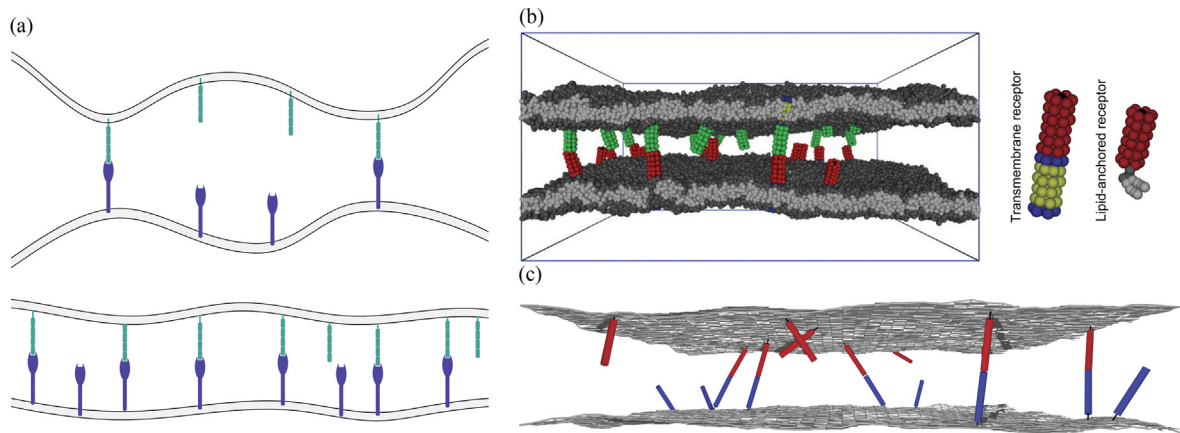 (a)
(b)
Transmembrane receptor
Lipid-anchored receptor
(c)